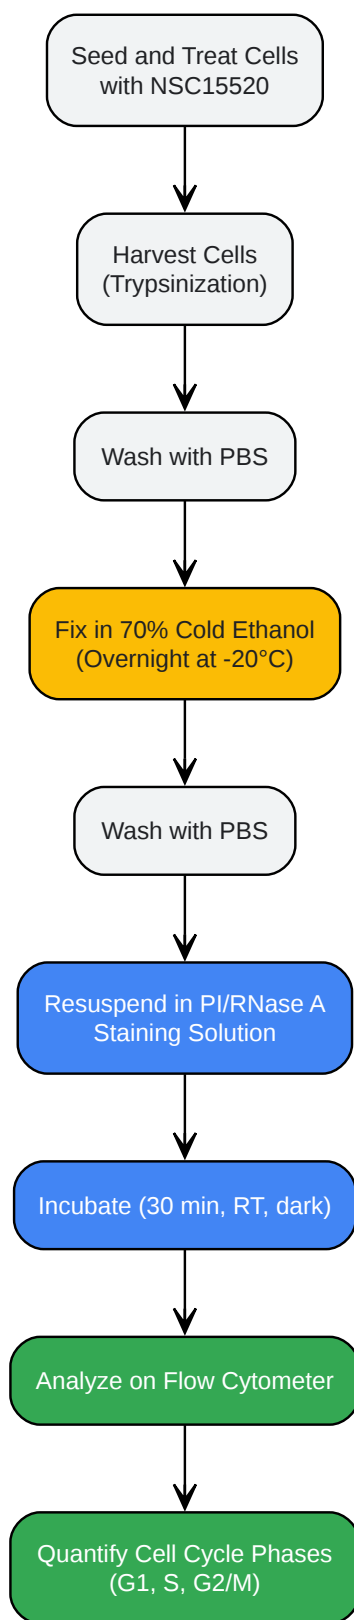 Seed and Treat Cells
with NSC15520
Harvest Cells
(Trypsinization)
Wash with PBS
Fix in 70% Cold Ethanol
(Overnight at -20°C)
Wash with PBS
Resuspend in PI/RNase A
Staining Solution
Incubate (30 min, RT, dark)
Analyze on Flow Cytometer
Quantify Cell Cycle Phases
(G1, S, G2/M)